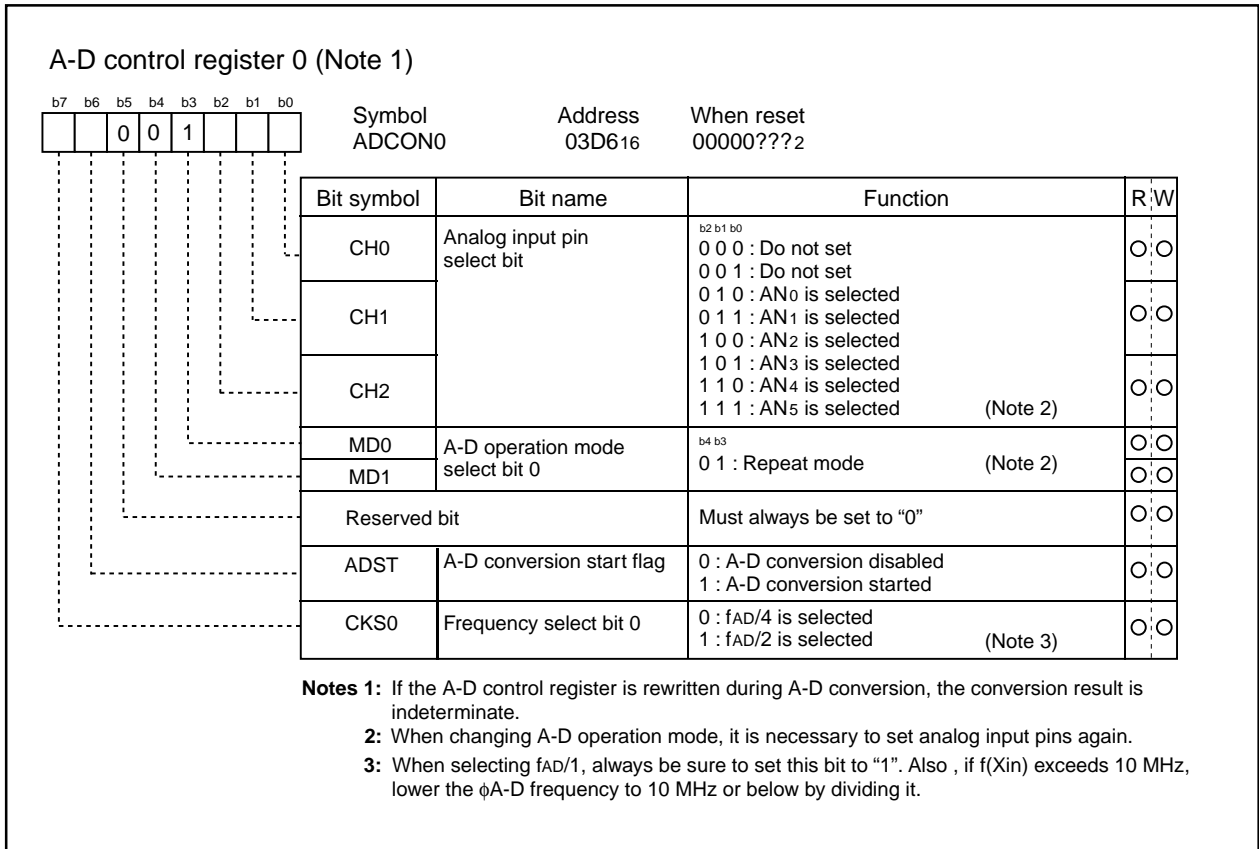 A-D control register 0 (Note 1)
b7 b6 b5 b4 b3 b2 b1 b0
0 0 1
Symbol Address When reset
ADCON0 03D616 00000???2
Bit symbol Bit name Function R W
CH0 Analog input pin select bit
b2 b1 b0
0 0 0 : Do not set
0 0 1 : Do not set
0 1 0 : AN0 is selected
0 1 1 : AN1 is selected
1 0 0 : AN2 is selected
1 0 1 : AN3 is selected
1 1 0 : AN4 is selected
1 1 1 : AN5 is selected (Note 2)
CH1
CH2
MD0 A-D operation mode select bit 0
b4 b3
0 1 : Repeat mode (Note 2)
MD1
Reserved bit Must always be set to “0”
ADST A-D conversion start flag 0 : A-D conversion disabled
1 : A-D conversion started
CKS0 Frequency select bit 0 0 : fAD/4 is selected
1 : fAD/2 is selected (Note 3)
Notes 1: If the A-D control register is rewritten during A-D conversion, the conversion result is
indeterminate.
2: When changing A-D operation mode, it is necessary to set analog input pins again.
3: When selecting fAD/1, always be sure to set this bit to “1”. Also , if f(Xin) exceeds 10 MHz,
lower the ϕA-D frequency to 10 MHz or below by dividing it.